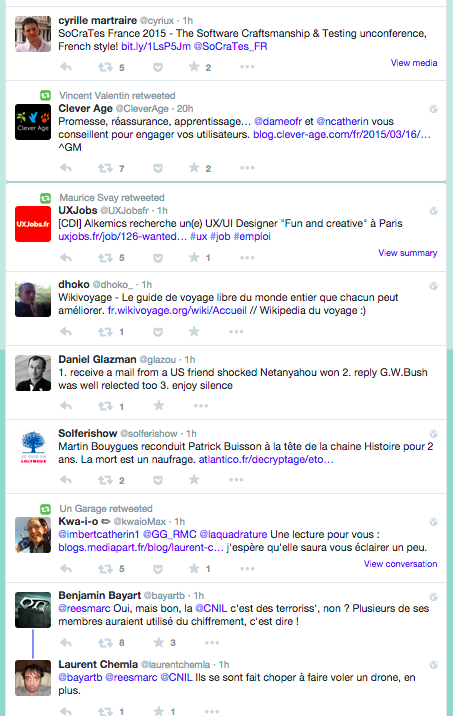 cyrille martraire @cyriux · 1h
SoCraTes France 2015 - The Software Craftsmanship & Testing unconference,
French style! bit.ly/1LsP5Jm @SoCraTes_FR
5 2
View media
Vincent Valentin retweeted
Clever Age @CleverAge · 20h
Promesse, réassurance, apprentissage... @dameofr et @ncatherin vous
conseillent pour engager vos utilisateurs. blog.clever-age.com/fr/2015/03/16/...
^GM
7 2
Clever Age
Maurice Svay retweeted
UXJobs @UXJobsfr · 1h
[CDI] Alkemics recherche un(e) UX/UI Designer "Fun and creative" à Paris
uxjobs.fr/job/126-wanted... #ux #job #emploi
5 1
View summary
UXJobs.fr
dhoko @dhoko_ · 1h
Wikivoyage - Le guide de voyage libre du monde entier que chacun peut
améliorer. fr.wikivoyage.org/wiki/Accueil // Wikipedia du voyage :)
1
Daniel Glazman @glazou · 1h
1. receive a mail from a US friend shocked Netanyahou won 2. reply G.W.Bush
was well relected too 3. enjoy silence
1
Solferishow @solferishow · 1h
Martin Bouygues reconduit Patrick Buisson à la tête de la chaine Histoire pour 2
ans. La mort est un naufrage. atlantico.fr/decryptage/eto...
2
JE SUIS UN
LOLYMQUE
Un Garage retweeted
Kwa-i-o ✏ @kwaioMax · 1h
@imbertcatherin1 @GG_RMC @laquadrature Une lecture pour vous :
blogs.mediapart.fr/blog/laurent-c... j'espère qu'elle saura vous éclairer un peu.
5 1
View conversation
Benjamin Bayart @bayartb · 1h
@reesmarc Oui, mais bon, la @CNIL c'est des terroriss', non ? Plusieurs de ses
membres auraient utilisé du chiffrement, c'est dire !
8 3
Laurent Chemla @laurentchemla · 1h
@bayartb @reesmarc @CNIL Ils se sont fait choper à faire voler un drone, en
plus.
1 1